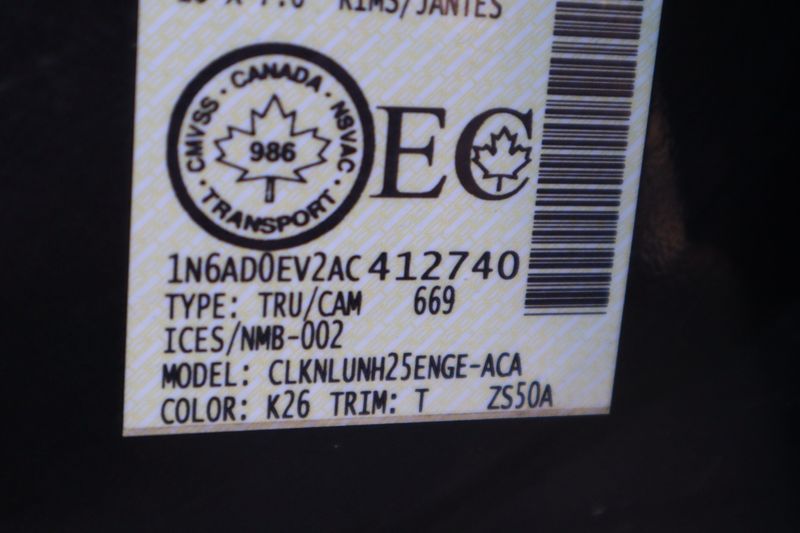 RIMS/JANTES
CMVSS · CANADA · NSVAC · TRANSPORT ·
986
EC
1N6AD0EV2AC412740
TYPE: TRU/CAM 669
ICES/NMB-002
MODEL: CLKNLUNH25ENGE-ACA
COLOR: K26 TRIM: T ZS50A